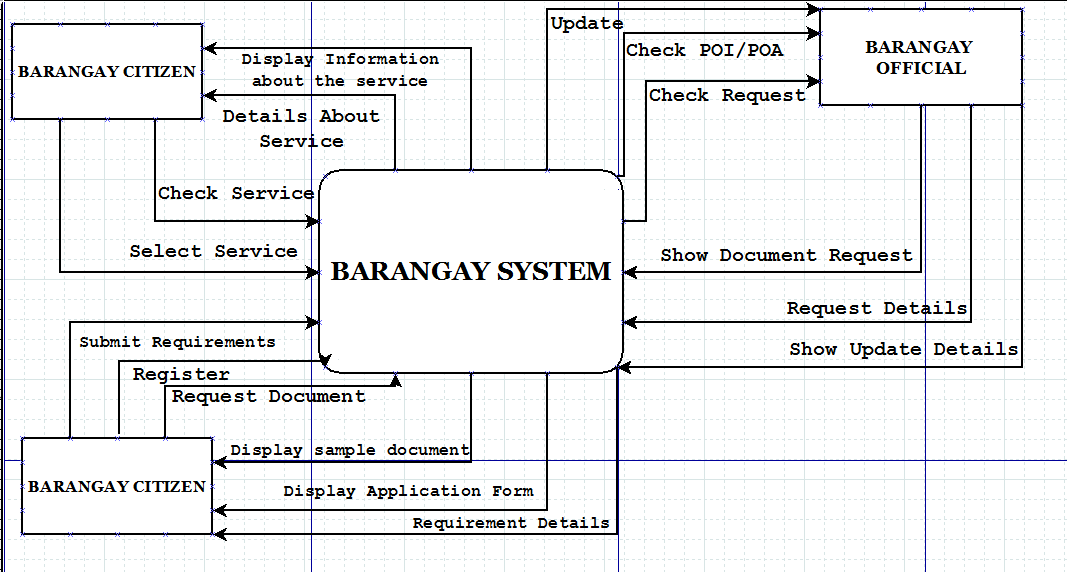 Update
BARANGAY
OFFICIAL
Check POI/POA
BARANGAY CITIZEN
Display Information
about the service
Check Request
Details About
Service
Check Service
Select Service
Show Document Request
BARANGAY SYSTEM
Request Details
Submit Requirements
Show Update Details
Register
Request Document
Display sample document
BARANGAY CITIZEN
Display Application Form
Requirement Details